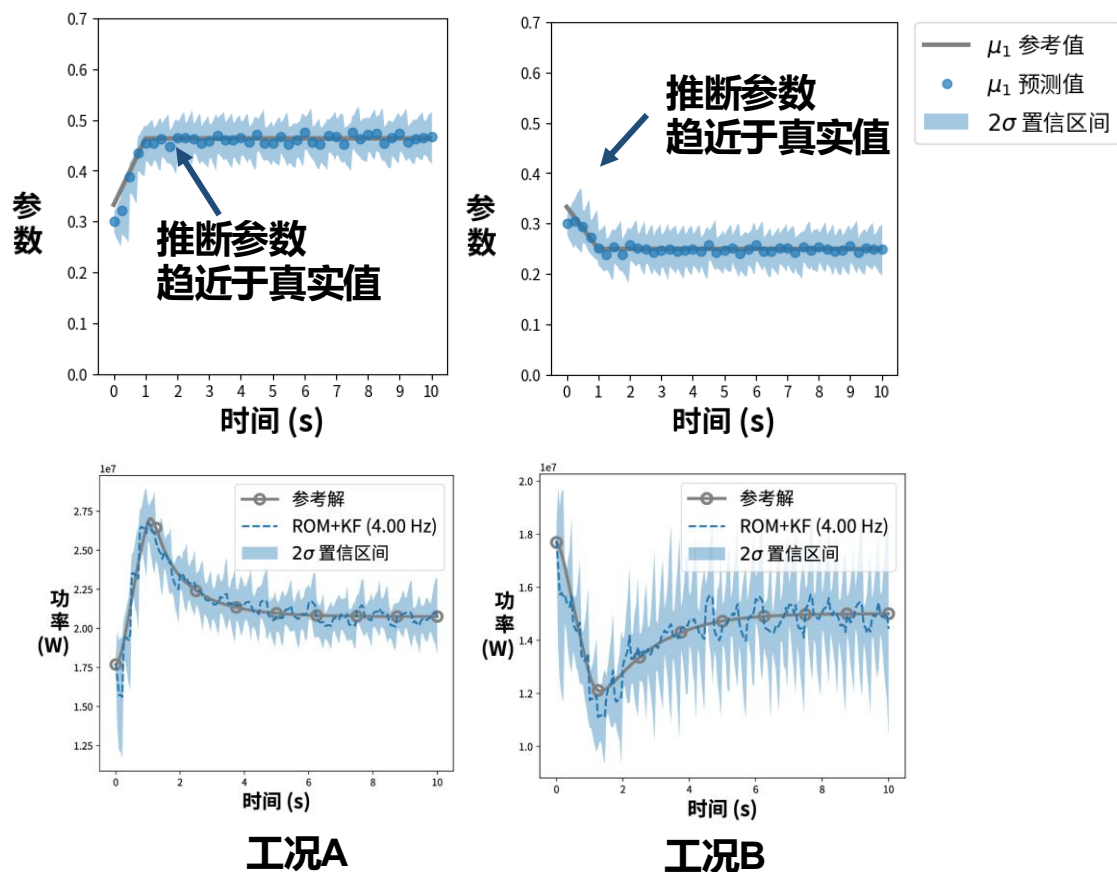 0.7
0.6
0.5
0.4
0.3
0.2
0.1
0.0
参
数
推断参数
趋近于真实值
0 1 2 3 4 5 6 7 8 9 10
时间 (s)
0.7
0.6
0.5
0.4
0.3
0.2
0.1
0.0
参
数
推断参数
趋近于真实值
0 1 2 3 4 5 6 7 8 9 10
时间 (s)
μ₁ 参考值
μ₁ 预测值
2σ 置信区间
1e7
2.75
2.50
2.25
2.00
1.75
1.50
1.25
功
率
(W)
参考解
ROM+KF (4.00 Hz)
2σ 置信区间
0 2 4 6 8 10
时间 (s)
工况A
1e7
2.0
1.8
1.6
1.4
1.2
1.0
功
率
(W)
参考解
ROM+KF (4.00 Hz)
2σ 置信区间
0 2 4 6 8 10
时间 (s)
工况B